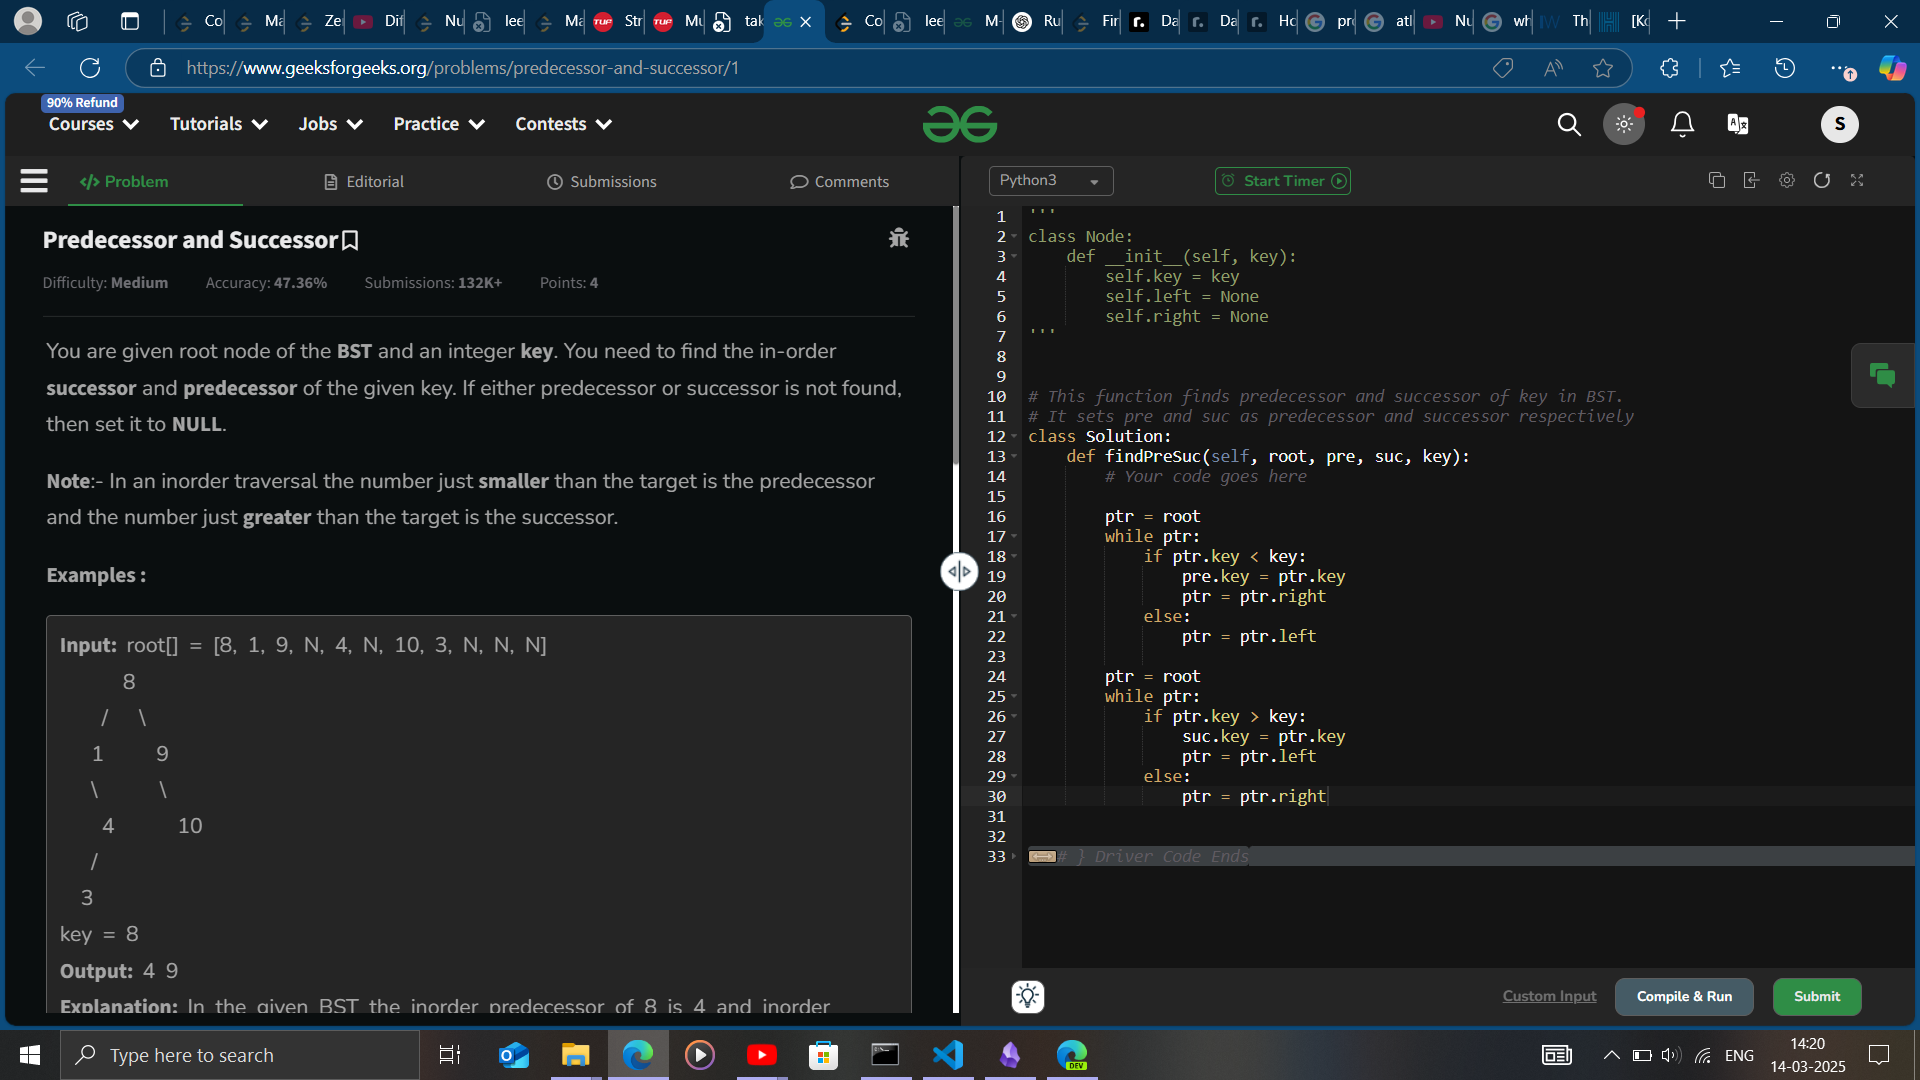 Co
Ma
Ze
Dif
Nu
lee
Ma
TUF
Str
TUF
Mu
tak
Co
lee
M-
Ru
Fir
r.
Da
r.
Da
r.
Ho
pre
atl
Nu
wh
Th
[Ko
https://www.geeksforgeeks.org/problems/predecessor-and-successor/1
90% Refund
Courses Tutorials Jobs Practice Contests
S
</> Problem Editorial Submissions Comments
Python3 Start Timer
Predecessor and Successor
Difficulty: Medium Accuracy: 47.36% Submissions: 132K+ Points: 4
You are given root node of the BST and an integer key. You need to find the in-order
successor and predecessor of the given key. If either predecessor or successor is not found,
then set it to NULL.
Note:- In an inorder traversal the number just smaller than the target is the predecessor
and the number just greater than the target is the successor.
Examples :
Input: root[] = [8, 1, 9, N, 4, N, 10, 3, N, N, N]
8
/ \
1 9
\ \
4 10
/
3
key = 8
Output: 4 9
Explanation: In the given BST the inorder predecessor of 8 is 4 and inorder
1 '''
2 class Node:
3 def __init__(self, key):
4 self.key = key
5 self.left = None
6 self.right = None
7 '''
8
9
10 # This function finds predecessor and successor of key in BST.
11 # It sets pre and suc as predecessor and successor respectively
12 class Solution:
13 def findPreSuc(self, root, pre, suc, key):
14 # Your code goes here
15
16 ptr = root
17 while ptr:
18 if ptr.key < key:
19 pre.key = ptr.key
20 ptr = ptr.right
21 else:
22 ptr = ptr.left
23
24 ptr = root
25 while ptr:
26 if ptr.key > key:
27 suc.key = ptr.key
28 ptr = ptr.left
29 else:
30 ptr = ptr.right
31
32
33 # } Driver Code Ends
Custom Input Compile & Run Submit
Type here to search
DEV
ENG
14:20
14-03-2025